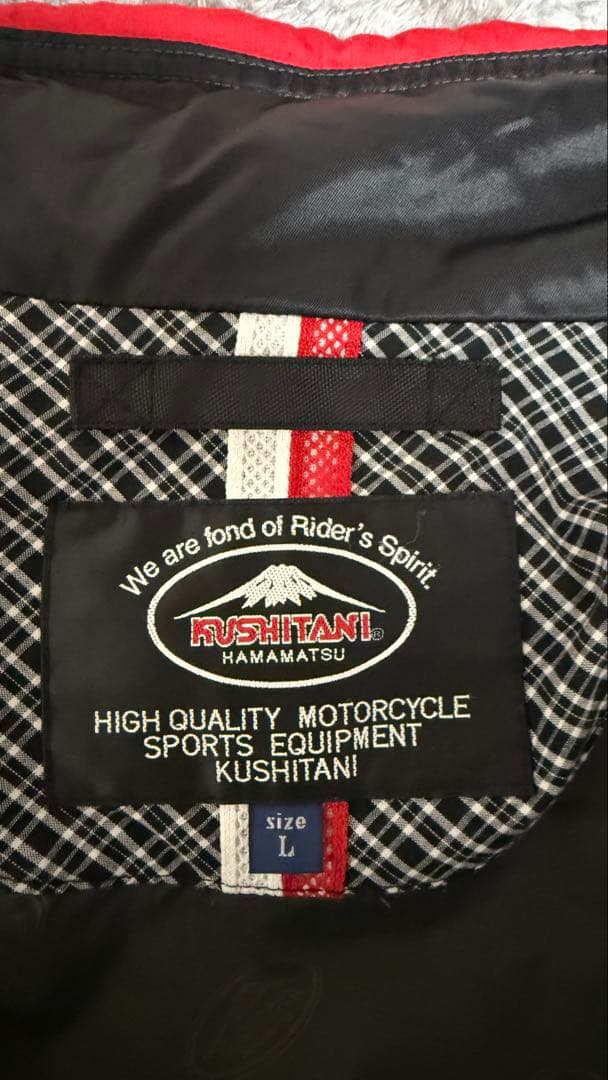 We are fond of Rider's Spirit.
KUSHITANI®
HAMAMATSU
HIGH QUALITY MOTORCYCLE
SPORTS EQUIPMENT
KUSHITANI
size
L